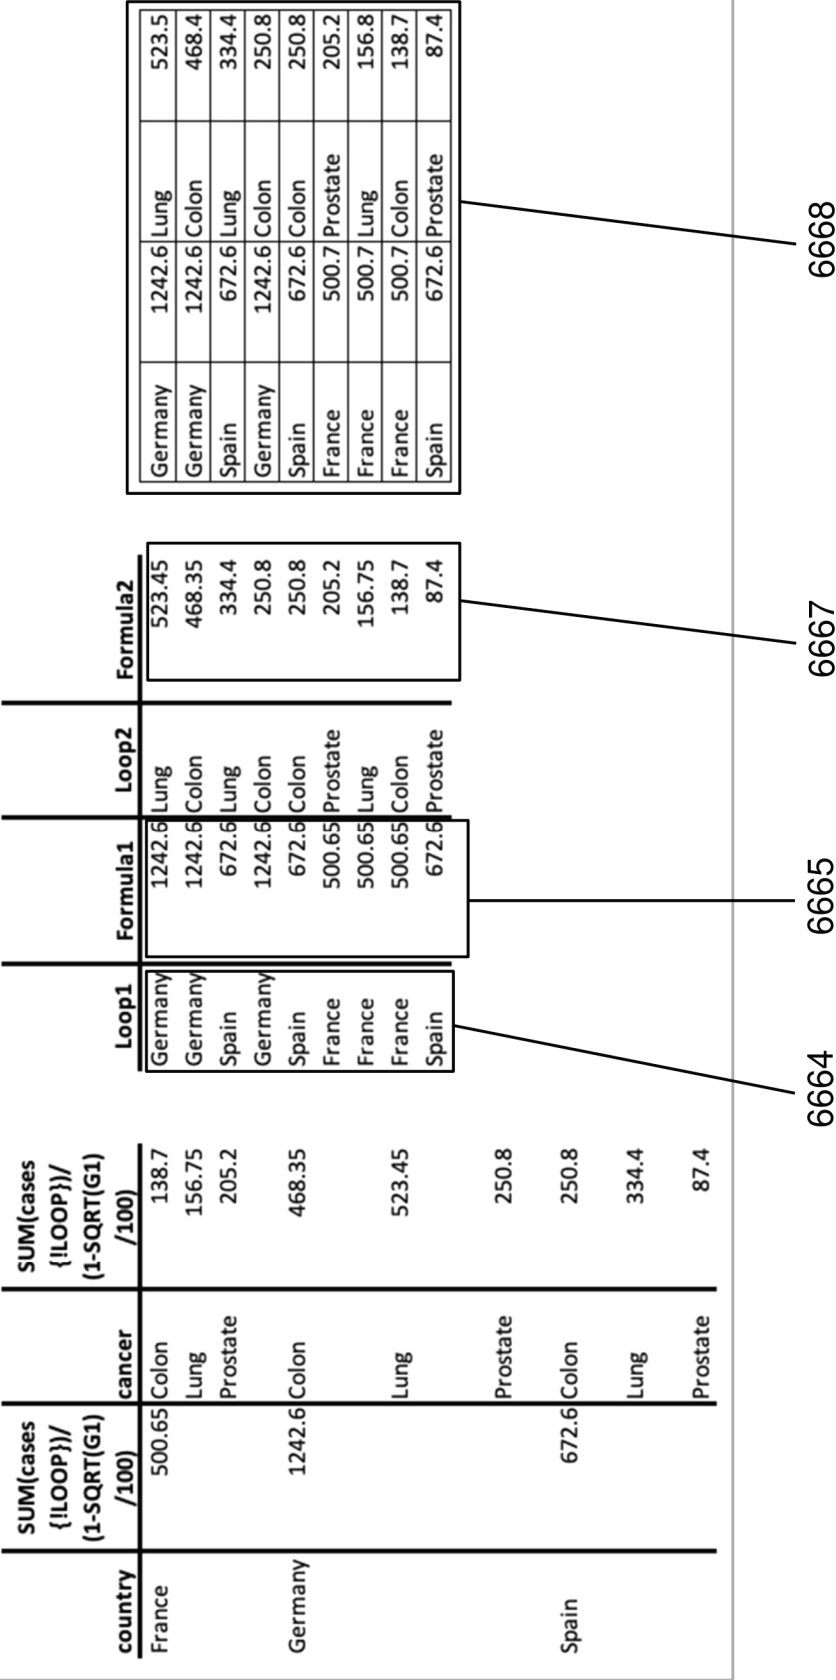 country SUM(cases {!LOOP})/ (1-SQRT(G1) /100) cancer SUM(cases {!LOOP})/ (1-SQRT(G1) /100)
France 500.65 Colon 138.7
Lung 156.75
Prostate 205.2
Germany 1242.6 Colon 468.35
Lung 523.45
Prostate 250.8
Spain 672.6 Colon 250.8
Lung 334.4
Prostate 87.4
Loop1 Formula1 Loop2 Formula2
Germany 1242.6 Lung 523.45
Germany 1242.6 Colon 468.35
Spain 672.6 Lung 334.4
Germany 1242.6 Colon 250.8
Spain 672.6 Colon 250.8
France 500.65 Prostate 205.2
France 500.65 Lung 156.75
France 500.65 Colon 138.7
Spain 672.6 Prostate 87.4
Germany 1242.6 Lung 523.5
Germany 1242.6 Colon 468.4
Spain 672.6 Lung 334.4
Germany 1242.6 Colon 250.8
Spain 672.6 Colon 250.8
France 500.7 Prostate 205.2
France 500.7 Lung 156.8
France 500.7 Colon 138.7
Spain 672.6 Prostate 87.4
6664
6665
6667
6668